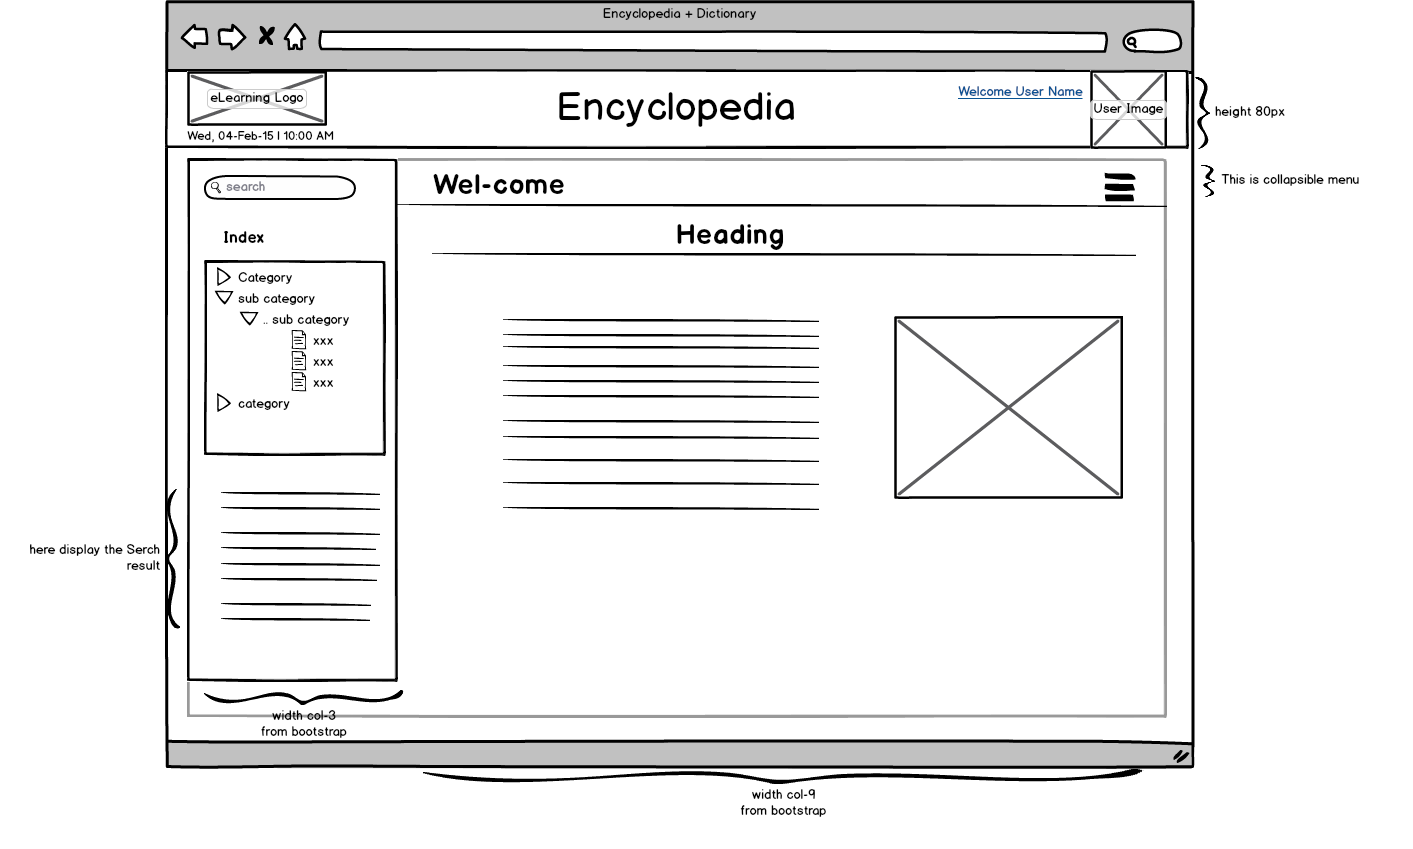 Encyclopedia + Dictionary
eLearning Logo
Encyclopedia
Welcome User Name
User Image
height 80px
Wed, 04-Feb-15 | 10:00 AM
search
Wel-come
This is collapsible menu
Index
Heading
Category
sub category
.. sub category
xxx
xxx
xxx
category
here display the Serch
result
width col-3
from bootstrap
width col-9
from bootstrap